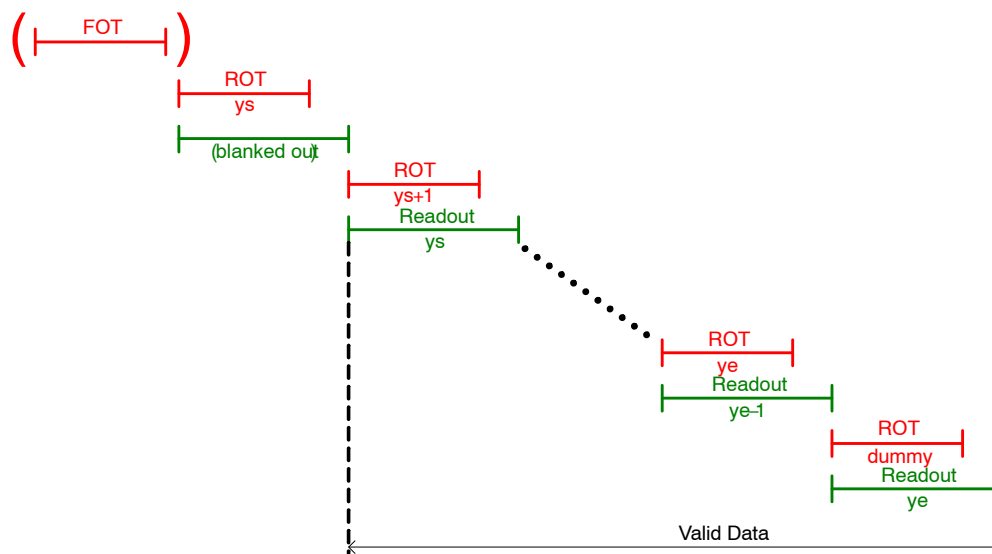 ( FOT )
ROT
ys
(blanked out)
ROT
ys+1
Readout
ys
ROT
ye
Readout
ye−1
ROT
dummy
Readout
ye
Valid Data